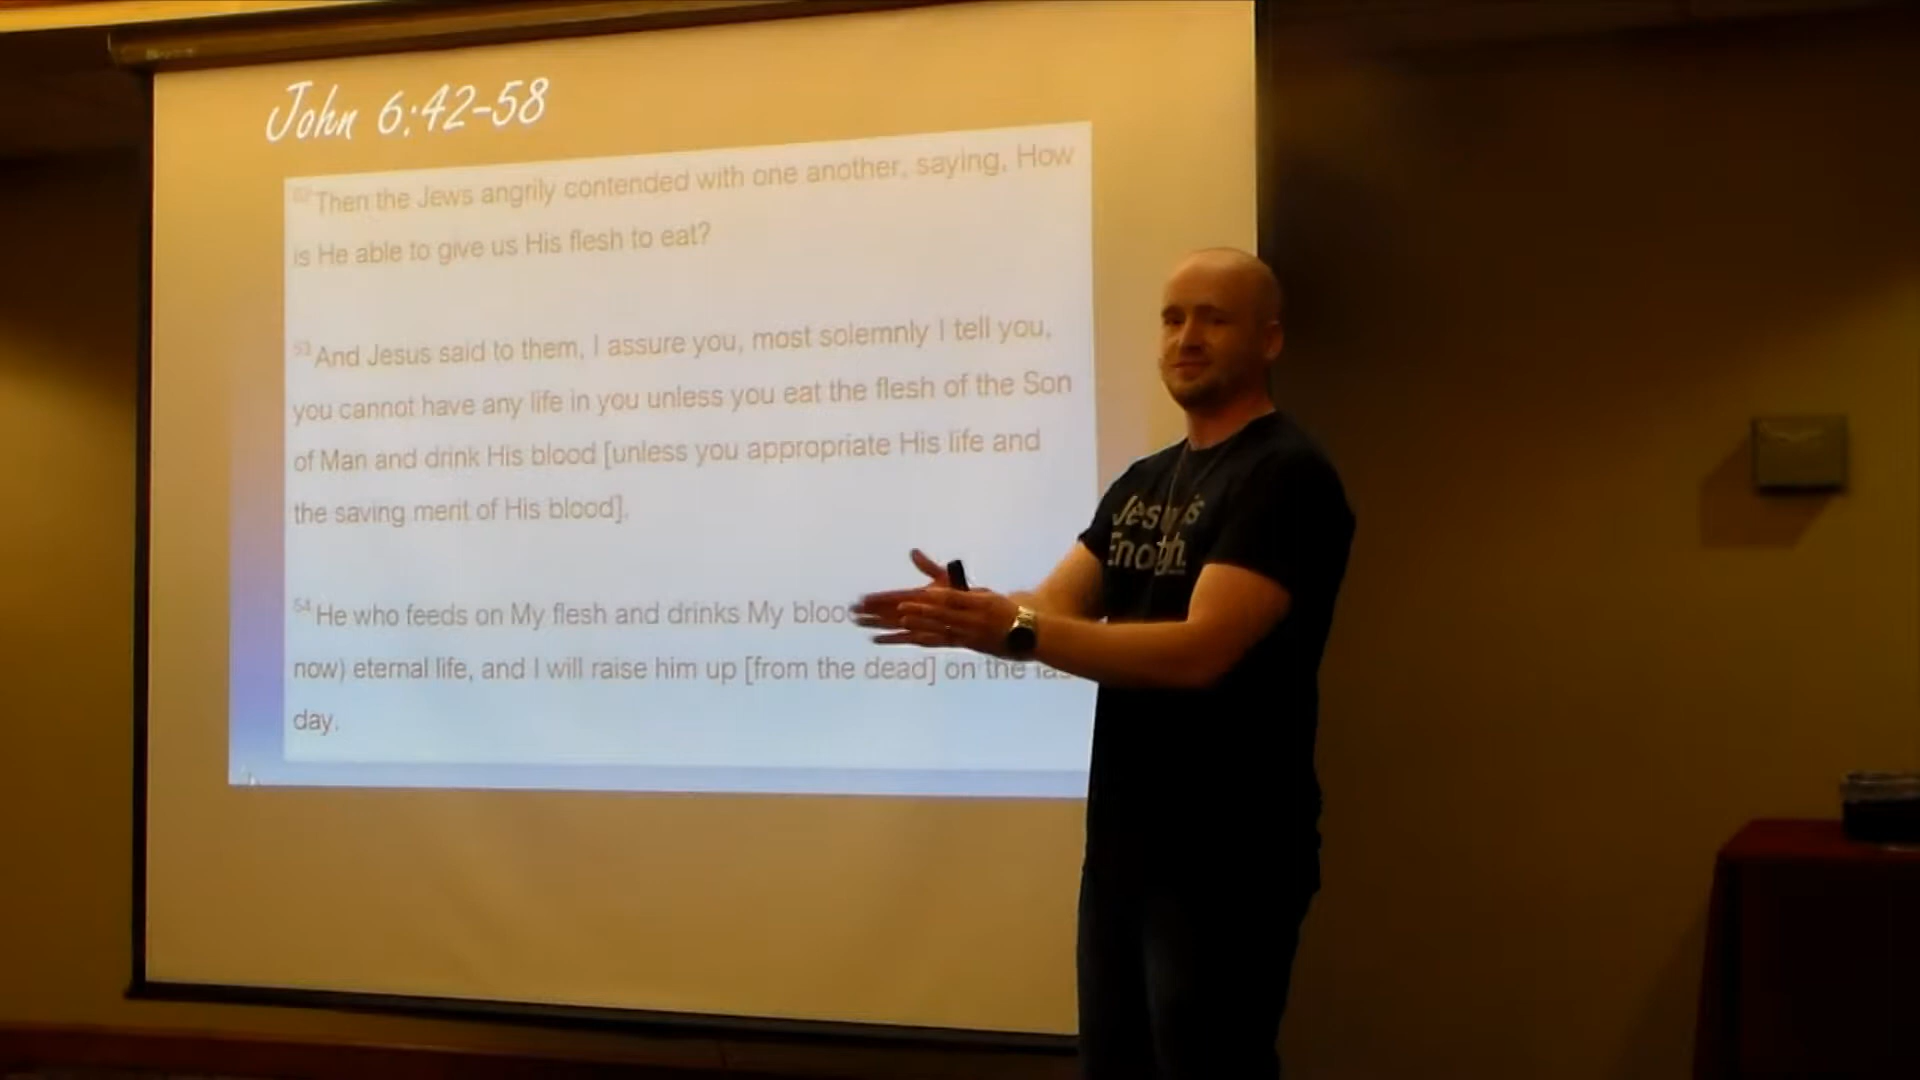 John 6:42-58
Then the Jews angrily contended with one another, saying, How
is He able to give us His flesh to eat?
53 And Jesus said to them, I assure you, most solemnly I tell you,
you cannot have any life in you unless you eat the flesh of the Son
of Man and drink His blood [unless you appropriate His life and
the saving merit of His blood].
54 He who feeds on My flesh and drinks My bloo
now) eternal life, and I will raise him up [from the dead] on the
day.
Jesus is
Enough.